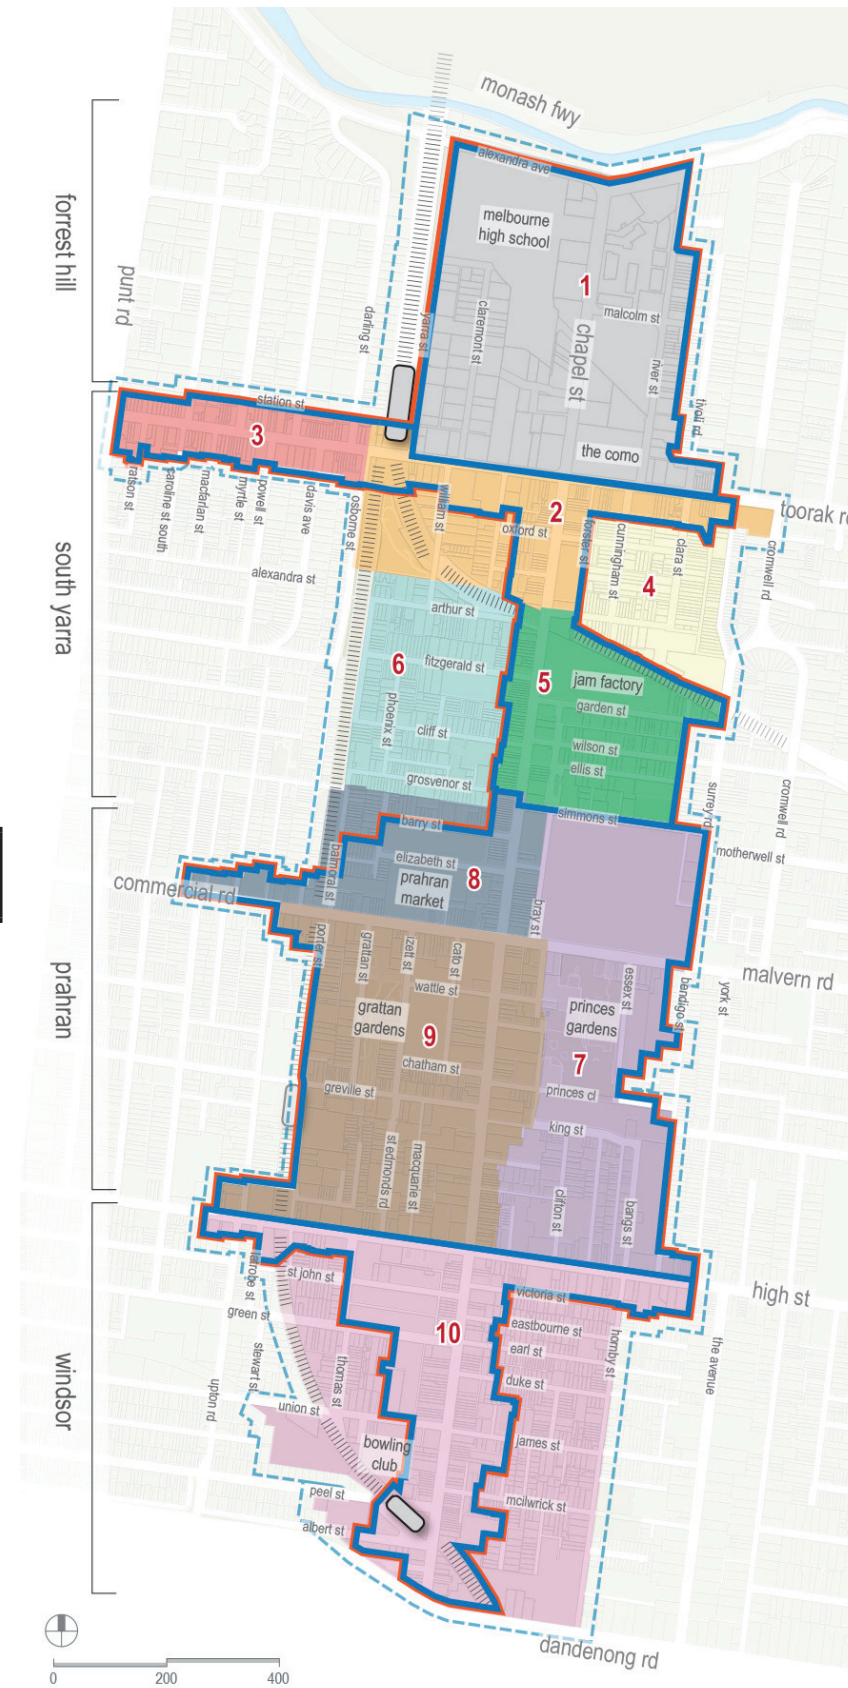 monash fwy
alexandra ave
melbourne
high school
forrest hill
punt rd
1
malcolm st
darling st
yarra st
claremont st
chapel st
river st
tivoli rd
station st
3
the como
ralston st
caroline st south
macfarlan st
myrtle st
powell st
davis ave
osborne st
william st
2
oxford st
forster st
cunningham st
clara st
toorak rd
cromwell rd
4
south yarra
alexandra st
arthur st
6
fitzgerald st
5
jam factory
garden st
phoenix st
cliff st
wilson st
ellis st
grosvenor st
surrey rd
cromwell rd
simmons st
barry st
motherwell st
balmoral st
elizabeth st
8
prahran
market
commercial rd
bray st
porter st
grattan st
izett st
cato st
malvern rd
essex st
bendigo st
york st
prahran
wattle st
grattan
gardens
9
princes
gardens
7
chatham st
greville st
princes cl
king st
st edmonds rd
macquarie st
clifton st
bangs st
windsor
latrobe st
st john st
high st
victoria st
green st
10
eastbourne st
hornby st
the avenue
earl st
stewart st
thomas st
duke st
upton rd
union st
james st
bowling
club
peel st
mcilwrick st
albert st
dandenong rd
0
200
400